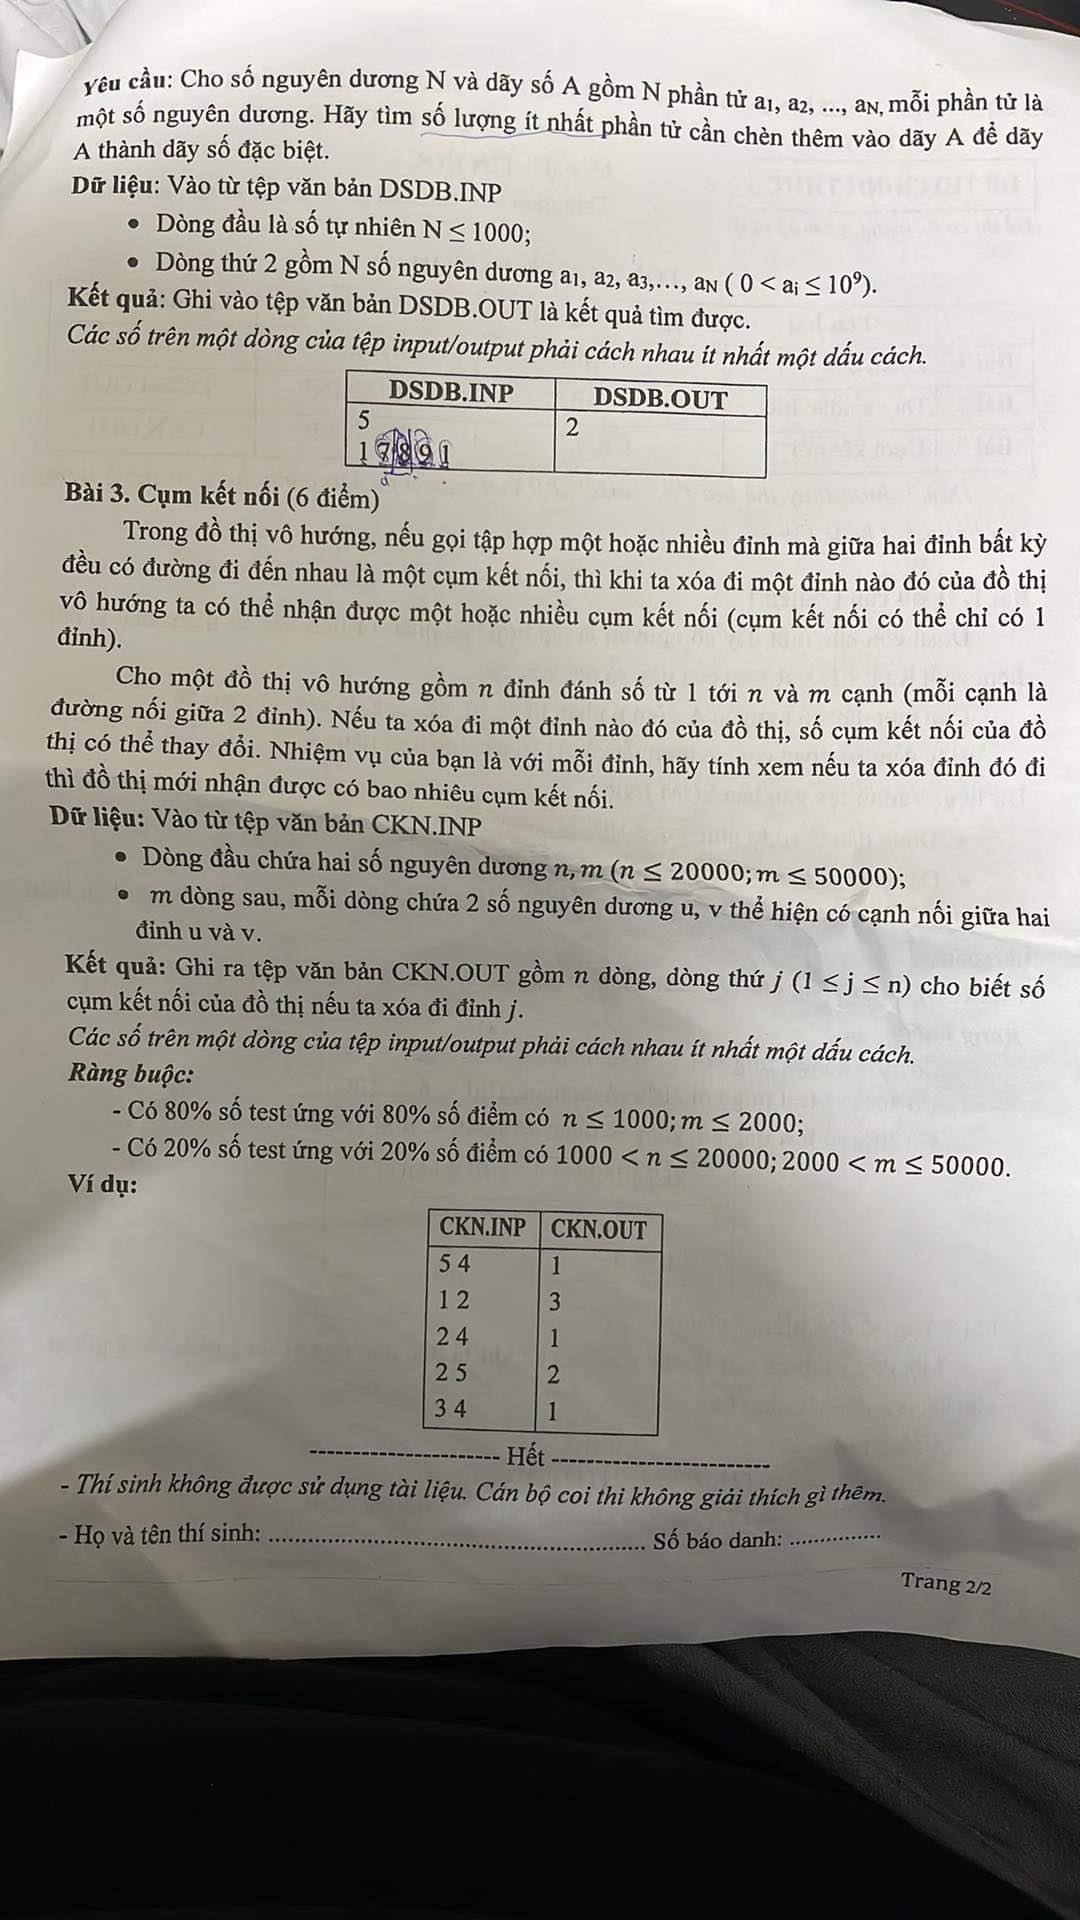 Yêu cầu: Cho số nguyên dương N và dãy số A gồm N phần tử a₁, a₂, ..., a_N, mỗi phần tử là
một số nguyên dương. Hãy tìm số lượng ít nhất phần tử cần chèn thêm vào dãy A để dãy
A thành dãy số đặc biệt.
Dữ liệu: Vào từ tệp văn bản DSDB.INP
• Dòng đầu là số tự nhiên N ≤ 1000;
• Dòng thứ 2 gồm N số nguyên dương a₁, a₂, a₃,…, a_N ( 0 < aᵢ ≤ 10⁹).
Kết quả: Ghi vào tệp văn bản DSDB.OUT là kết quả tìm được.
Các số trên một dòng của tệp input/output phải cách nhau ít nhất một dấu cách.
DSDB.INP DSDB.OUT
5 2
1 7 8 9 1
Bài 3. Cụm kết nối (6 điểm)
Trong đồ thị vô hướng, nếu gọi tập hợp một hoặc nhiều đỉnh mà giữa hai đỉnh bất kỳ
đều có đường đi đến nhau là một cụm kết nối, thì khi ta xóa đi một đỉnh nào đó của đồ thị
vô hướng ta có thể nhận được một hoặc nhiều cụm kết nối (cụm kết nối có thể chỉ có 1
đỉnh).
Cho một đồ thị vô hướng gồm n đỉnh đánh số từ 1 tới n và m cạnh (mỗi cạnh là
đường nối giữa 2 đỉnh). Nếu ta xóa đi một đỉnh nào đó của đồ thị, số cụm kết nối của đồ
thị có thể thay đổi. Nhiệm vụ của bạn là với mỗi đỉnh, hãy tính xem nếu ta xóa đỉnh đó đi
thì đồ thị mới nhận được có bao nhiêu cụm kết nối.
Dữ liệu: Vào từ tệp văn bản CKN.INP
• Dòng đầu chứa hai số nguyên dương n, m (n ≤ 20000; m ≤ 50000);
• m dòng sau, mỗi dòng chứa 2 số nguyên dương u, v thể hiện có cạnh nối giữa hai
đỉnh u và v.
Kết quả: Ghi ra tệp văn bản CKN.OUT gồm n dòng, dòng thứ j (1 ≤ j ≤ n) cho biết số
cụm kết nối của đồ thị nếu ta xóa đi đỉnh j.
Các số trên một dòng của tệp input/output phải cách nhau ít nhất một dấu cách.
Ràng buộc:
- Có 80% số test ứng với 80% số điểm có n ≤ 1000; m ≤ 2000;
- Có 20% số test ứng với 20% số điểm có 1000 < n ≤ 20000; 2000 < m ≤ 50000.
Ví dụ:
CKN.INP CKN.OUT
5 4 1
1 2 3
2 4 1
2 5 2
3 4 1
---------------------- Hết -------------------------
- Thí sinh không được sử dụng tài liệu. Cán bộ coi thi không giải thích gì thêm.
- Họ và tên thí sinh: ........................................................ Số báo danh: ..............
Trang 2/2